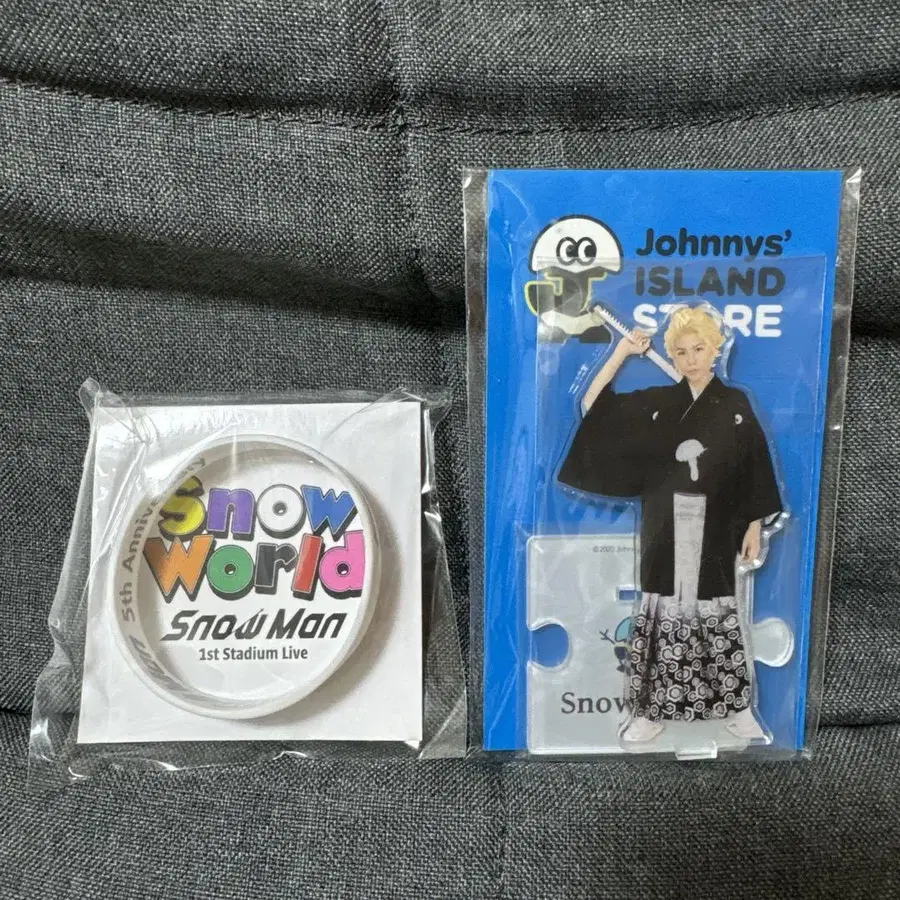 5th Anniversary
Snow
World
Snow Man
1st Stadium Live
Johnnys'
ISLAND
STORE
Snow